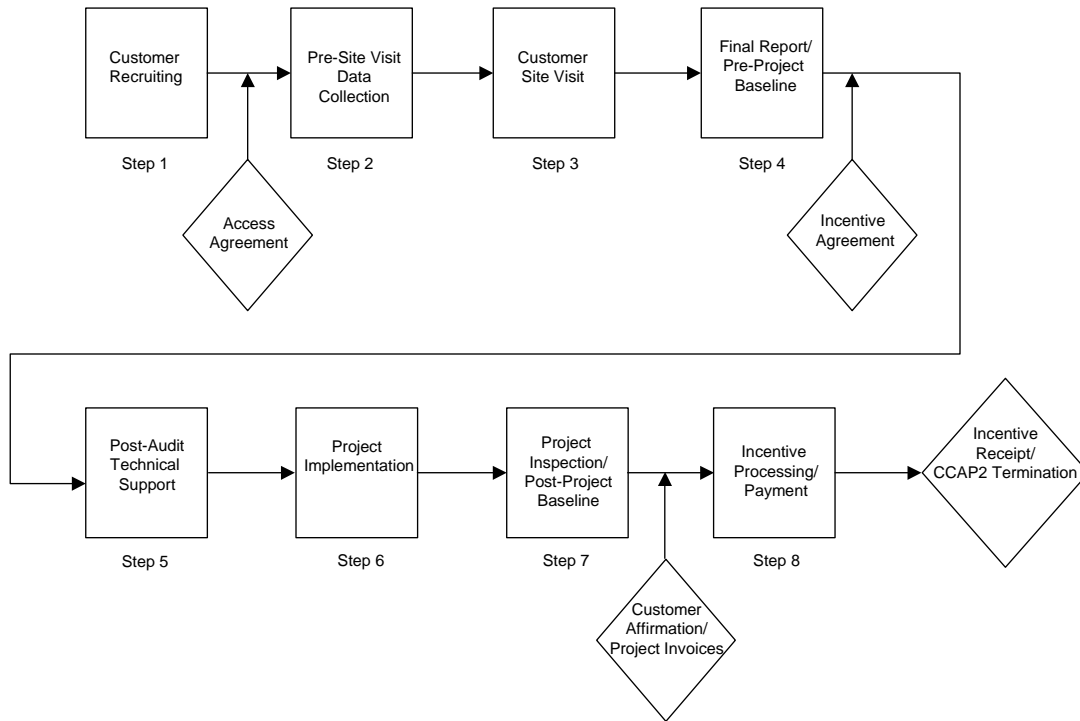 Customer
Recruiting
Pre-Site Visit
Data
Collection
Customer
Site Visit
Final Report/
Pre-Project
Baseline
Step 1
Step 2
Step 3
Step 4
Access
Agreement
Incentive
Agreement
Post-Audit
Technical
Support
Project
Implementation
Project
Inspection/
Post-Project
Baseline
Incentive
Processing/
Payment
Incentive
Receipt/
CCAP2 Termination
Step 5
Step 6
Step 7
Step 8
Customer
Affirmation/
Project Invoices